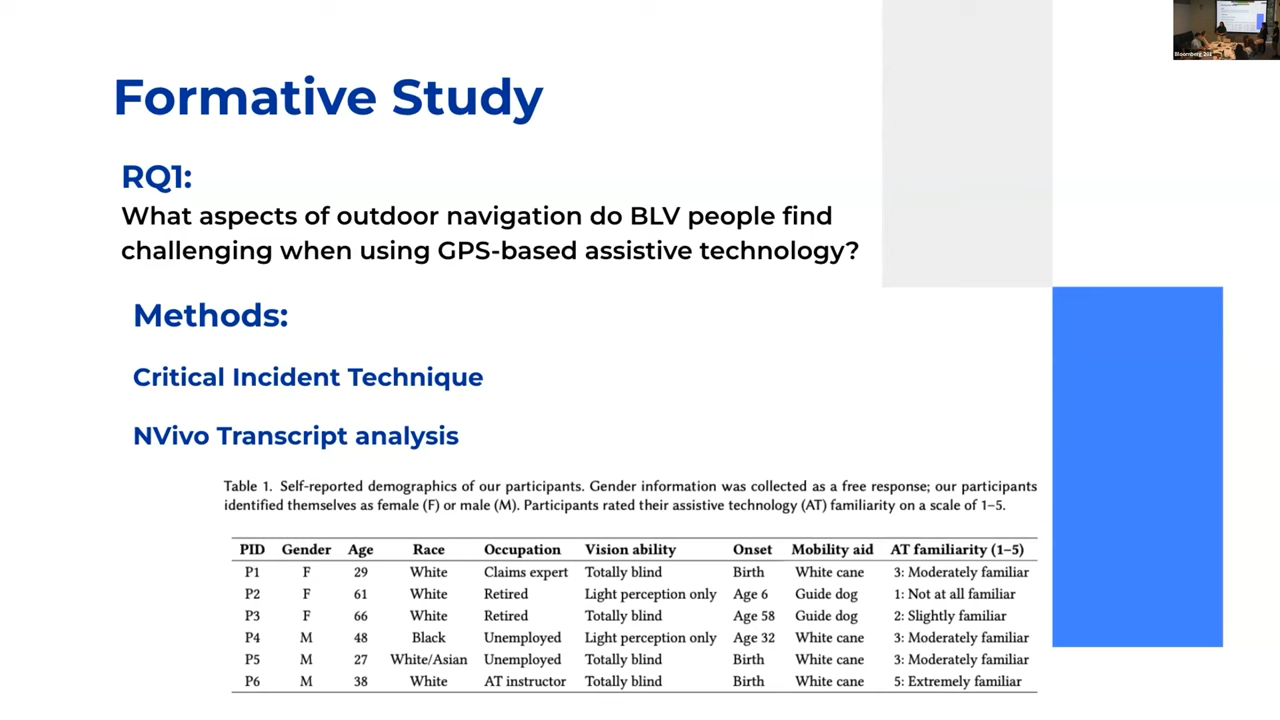 Formative Study
RQ1:
What aspects of outdoor navigation do BLV people find
challenging when using GPS-based assistive technology?
Methods:
Critical Incident Technique
NVivo Transcript analysis
Table 1. Self-reported demographics of our participants. Gender information was collected as a free response; our participants
identified themselves as female (F) or male (M). Participants rated their assistive technology (AT) familiarity on a scale of 1–5.
PID Gender Age Race Occupation Vision ability Onset Mobility aid AT familiarity (1–5)
P1 F 29 White Claims expert Totally blind Birth White cane 3: Moderately familiar
P2 F 61 White Retired Light perception only Age 6 Guide dog 1: Not at all familiar
P3 F 66 White Retired Totally blind Age 58 Guide dog 2: Slightly familiar
P4 M 48 Black Unemployed Light perception only Age 32 White cane 3: Moderately familiar
P5 M 27 White/Asian Unemployed Totally blind Birth White cane 3: Moderately familiar
P6 M 38 White AT instructor Totally blind Birth White cane 5: Extremely familiar
Bloomberg